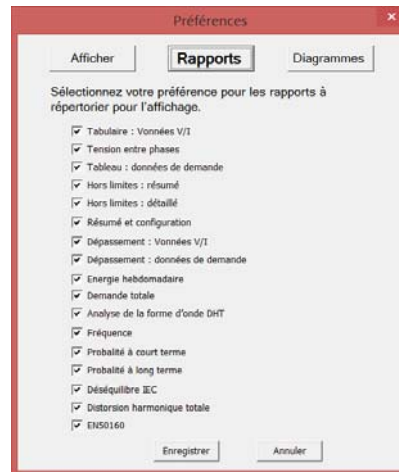 Préférences
×
Afficher Rapports Diagrammes
Sélectionnez votre préférence pour les rapports à
répertorier pour l'affichage.
Tabulaire : Vonnées V/I
Tension entre phases
Tableau : données de demande
Hors limites : résumé
Hors limites : détaillé
Résumé et configuration
Dépassement : Vonnées V/I
Dépassement : données de demande
Energie hebdomadaire
Demande totale
Analyse de la forme d'onde DHT
Fréquence
Probalité à court terme
Probalité à long terme
Déséquilibre IEC
Distorsion harmonique totale
EN50160
Enregistrer Annuler